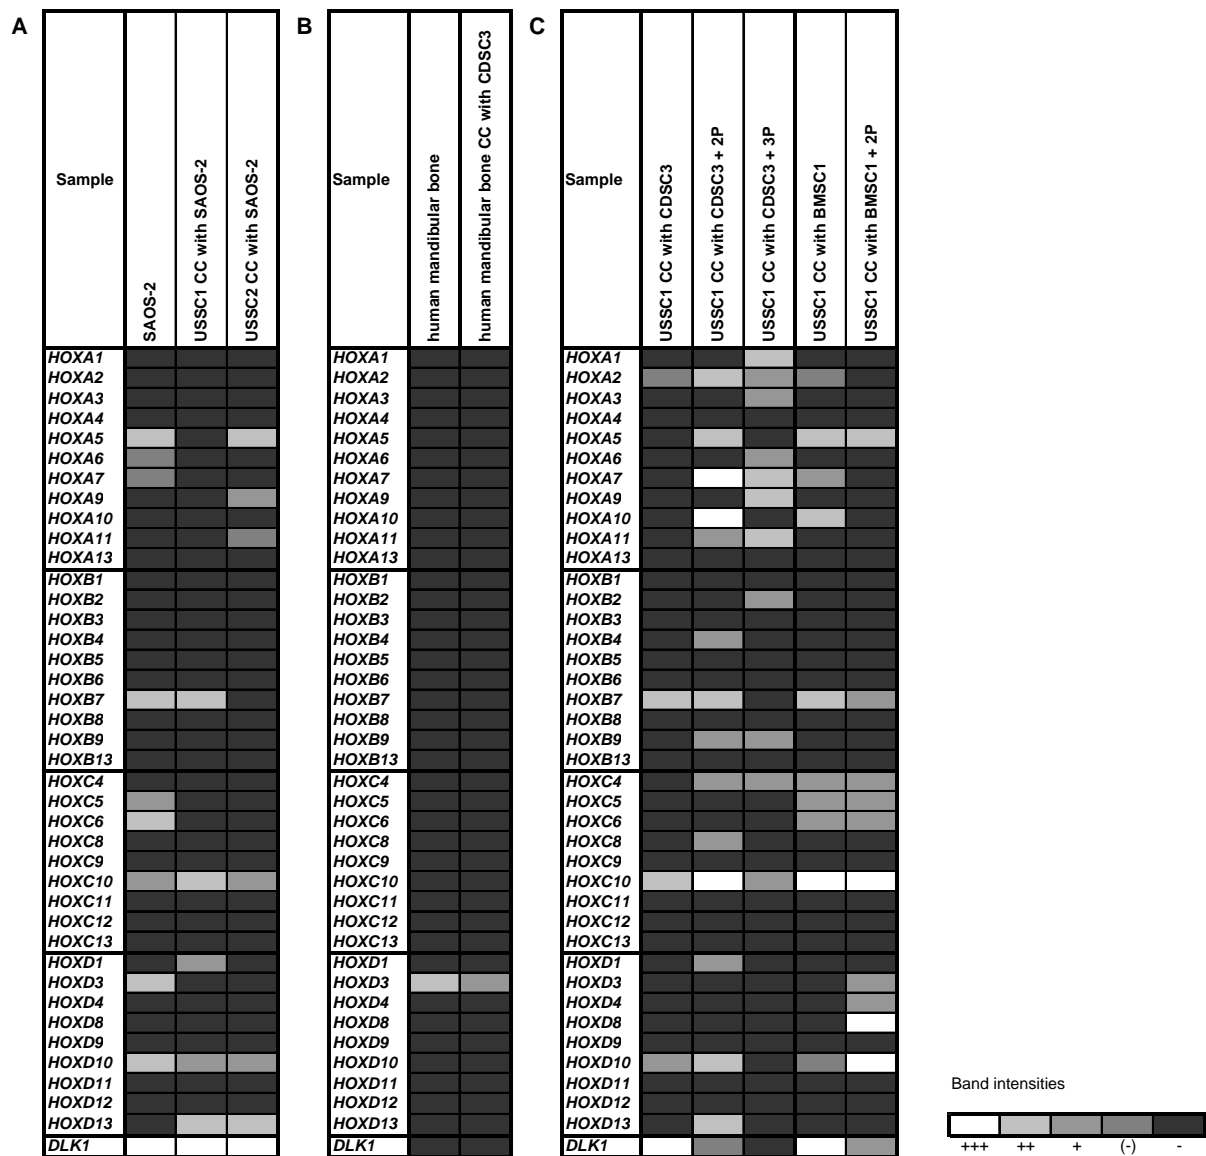 A
Sample
SAOS-2
USSC1 CC with SAOS-2
USSC2 CC with SAOS-2
HOXA1
HOXA2
HOXA3
HOXA4
HOXA5
HOXA6
HOXA7
HOXA9
HOXA10
HOXA11
HOXA13
HOXB1
HOXB2
HOXB3
HOXB4
HOXB5
HOXB6
HOXB7
HOXB8
HOXB9
HOXB13
HOXC4
HOXC5
HOXC6
HOXC8
HOXC9
HOXC10
HOXC11
HOXC12
HOXC13
HOXD1
HOXD3
HOXD4
HOXD8
HOXD9
HOXD10
HOXD11
HOXD12
HOXD13
DLK1
B
Sample
human mandibular bone
human mandibular bone CC with CDSC3
HOXA1
HOXA2
HOXA3
HOXA4
HOXA5
HOXA6
HOXA7
HOXA9
HOXA10
HOXA11
HOXA13
HOXB1
HOXB2
HOXB3
HOXB4
HOXB5
HOXB6
HOXB7
HOXB8
HOXB9
HOXB13
HOXC4
HOXC5
HOXC6
HOXC8
HOXC9
HOXC10
HOXC11
HOXC12
HOXC13
HOXD1
HOXD3
HOXD4
HOXD8
HOXD9
HOXD10
HOXD11
HOXD12
HOXD13
DLK1
C
Sample
USSC1 CC with CDSC3
USSC1 CC with CDSC3 + 2P
USSC1 CC with CDSC3 + 3P
USSC1 CC with BMSC1
USSC1 CC with BMSC1 + 2P
HOXA1
HOXA2
HOXA3
HOXA4
HOXA5
HOXA6
HOXA7
HOXA9
HOXA10
HOXA11
HOXA13
HOXB1
HOXB2
HOXB3
HOXB4
HOXB5
HOXB6
HOXB7
HOXB8
HOXB9
HOXB13
HOXC4
HOXC5
HOXC6
HOXC8
HOXC9
HOXC10
HOXC11
HOXC12
HOXC13
HOXD1
HOXD3
HOXD4
HOXD8
HOXD9
HOXD10
HOXD11
HOXD12
HOXD13
DLK1
Band intensities
+++ ++ + (-) -